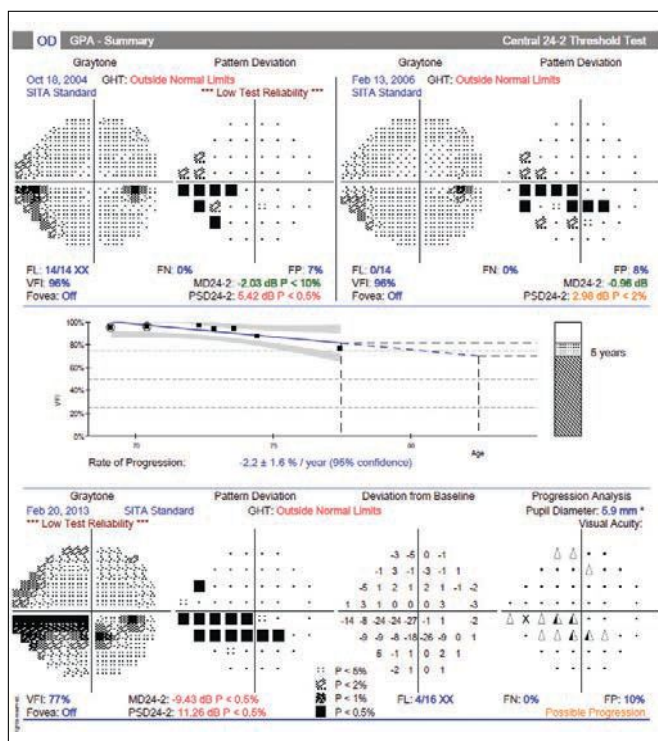 OD GPA - Summary Central 24-2 Threshold Test
Graytone Pattern Deviation Graytone Pattern Deviation
Oct 18, 2004 GHT: Outside Normal Limits Feb 13, 2006 GHT: Outside Normal Limits
SITA Standard *** Low Test Reliability *** SITA Standard
FL: 14/14 XX FN: 0% FP: 7% FL: 0/14 FN: 0% FP: 8%
VFI: 96% MD24-2: -2.03 dB P < 10% VFI: 96% MD24-2: -0.96 dB
Fovea: Off PSD24-2: 5.42 dB P < 0.5% Fovea: Off PSD24-2: 2.98 dB P < 2%
100%
80%
60%
40%
20%
0%
VFI
70 75 80 Age
5 years
Rate of Progression: -2.2 ± 1.6 % / year (95% confidence)
Graytone Pattern Deviation Deviation from Baseline Progression Analysis
Feb 20, 2013 SITA Standard GHT: Outside Normal Limits Pupil Diameter: 5.9 mm *
*** Low Test Reliability *** Visual Acuity:
-3 -5 0 -1
-1 3 -1 -3 -1 1
-5 1 2 1 2 1 -1 -2
1 3 1 0 0 0 3 -3
-14 -8 -24 -24 -27 -1 1 -2
-9 -9 -8 -18 -26 -9 0 1
5 -1 1 0 2 1
-2 1 0 1
X
P < 5%
P < 2%
P < 1%
P < 0.5%
VFI: 77% MD24-2: -9.43 dB P < 0.5% FL: 4/16 XX FN: 0% FP: 10%
Fovea: Off PSD24-2: 11.26 dB P < 0.5% Possible Progression